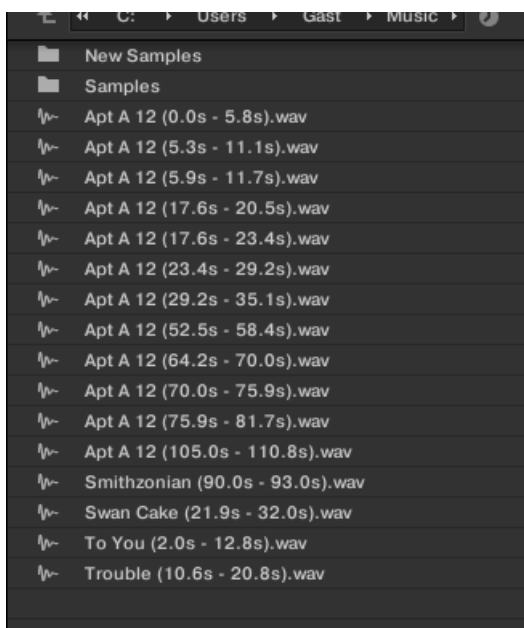 C: Users Gast Music
New Samples
Samples
Apt A 12 (0.0s - 5.8s).wav
Apt A 12 (5.3s - 11.1s).wav
Apt A 12 (5.9s - 11.7s).wav
Apt A 12 (17.6s - 20.5s).wav
Apt A 12 (17.6s - 23.4s).wav
Apt A 12 (23.4s - 29.2s).wav
Apt A 12 (29.2s - 35.1s).wav
Apt A 12 (52.5s - 58.4s).wav
Apt A 12 (64.2s - 70.0s).wav
Apt A 12 (70.0s - 75.9s).wav
Apt A 12 (75.9s - 81.7s).wav
Apt A 12 (105.0s - 110.8s).wav
Smithzonian (90.0s - 93.0s).wav
Swan Cake (21.9s - 32.0s).wav
To You (2.0s - 12.8s).wav
Trouble (10.6s - 20.8s).wav